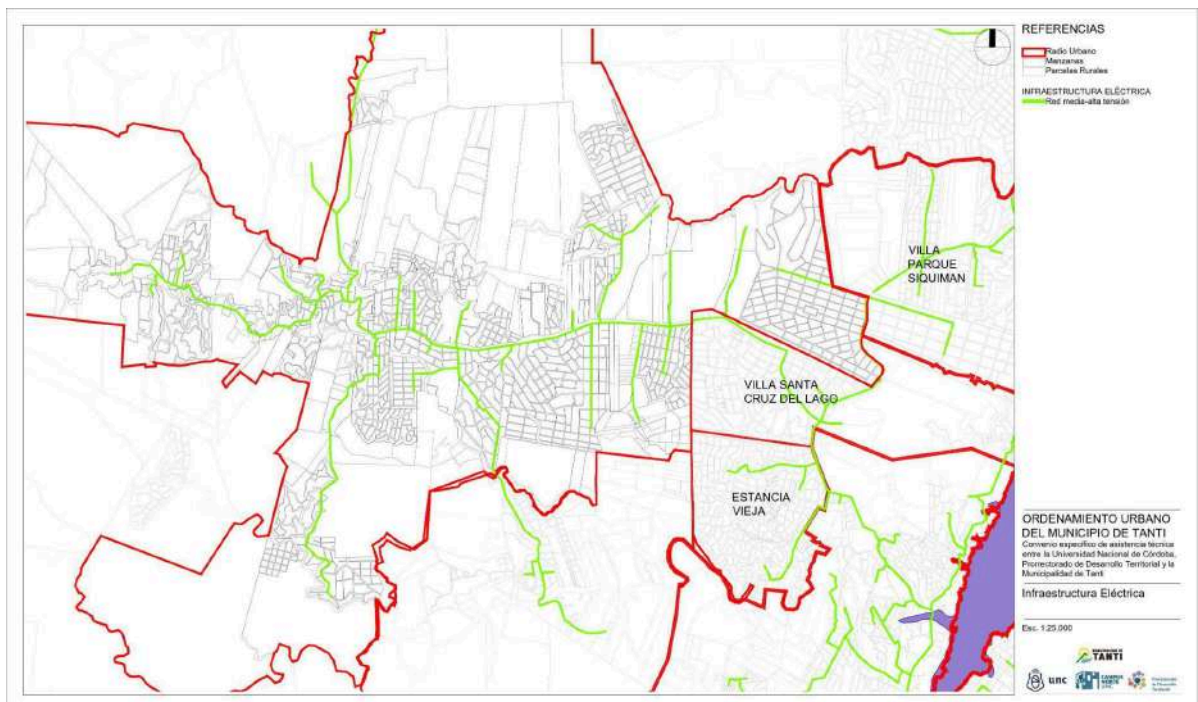 REFERENCIAS
Radio Urbano
Manzanas
Parcelas Rurales
INFRAESTRUCTURA ELÉCTRICA
Red media-alta tensión
VILLA
PARQUE
SIQUIMAN
VILLA SANTA
CRUZ DEL LAGO
ESTANCIA
VIEJA
ORDENAMIENTO URBANO
DEL MUNICIPIO DE TANTI
Convenio específico de asistencia técnica
entre la Universidad Nacional de Córdoba,
Prorrectorado de Desarrollo Territorial y la
Municipalidad de Tanti
Infraestructura Eléctrica
Esc. 1:25.000
TANTI
unc
CAMPUS
NORTE